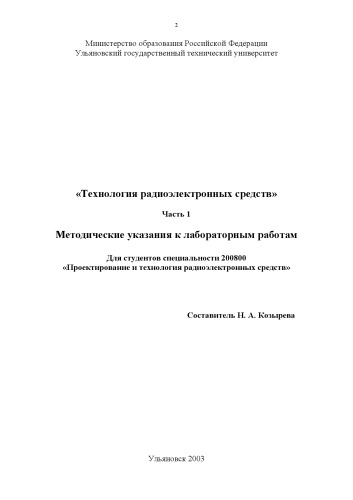 2
Министерство образования Российской Федерации
Ульяновский государственный технический университет
«Технология радиоэлектронных средств»
Часть 1
Методические указания к лабораторным работам
Для студентов специальности 200800
«Проектирование и технология радиоэлектронных средств»
Составитель Н. А. Козырева
Ульяновск 2003